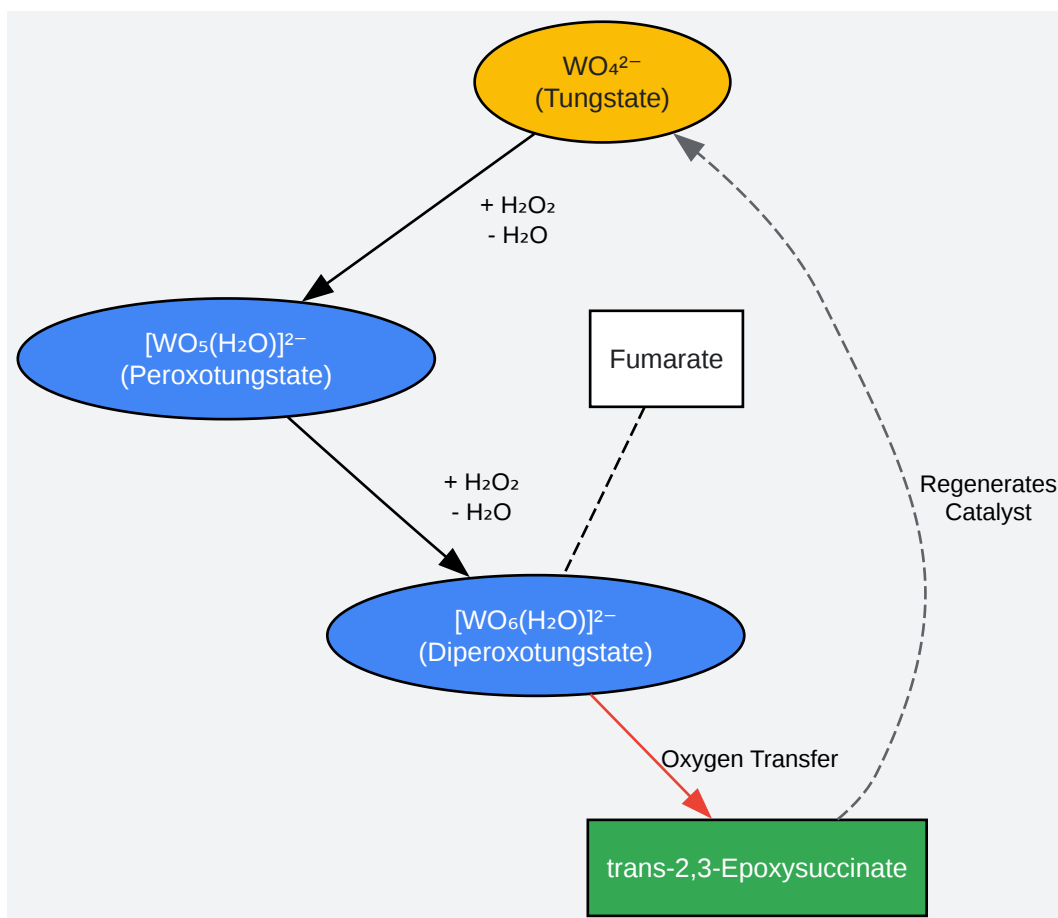 WO₄²⁻
(Tungstate)
+ H₂O₂
- H₂O
[WO₅(H₂O)]²⁻
(Peroxotungstate)
Fumarate
+ H₂O₂
- H₂O
Regenerates
Catalyst
[WO₆(H₂O)]²⁻
(Diperoxotungstate)
Oxygen Transfer
trans-2,3-Epoxysuccinate